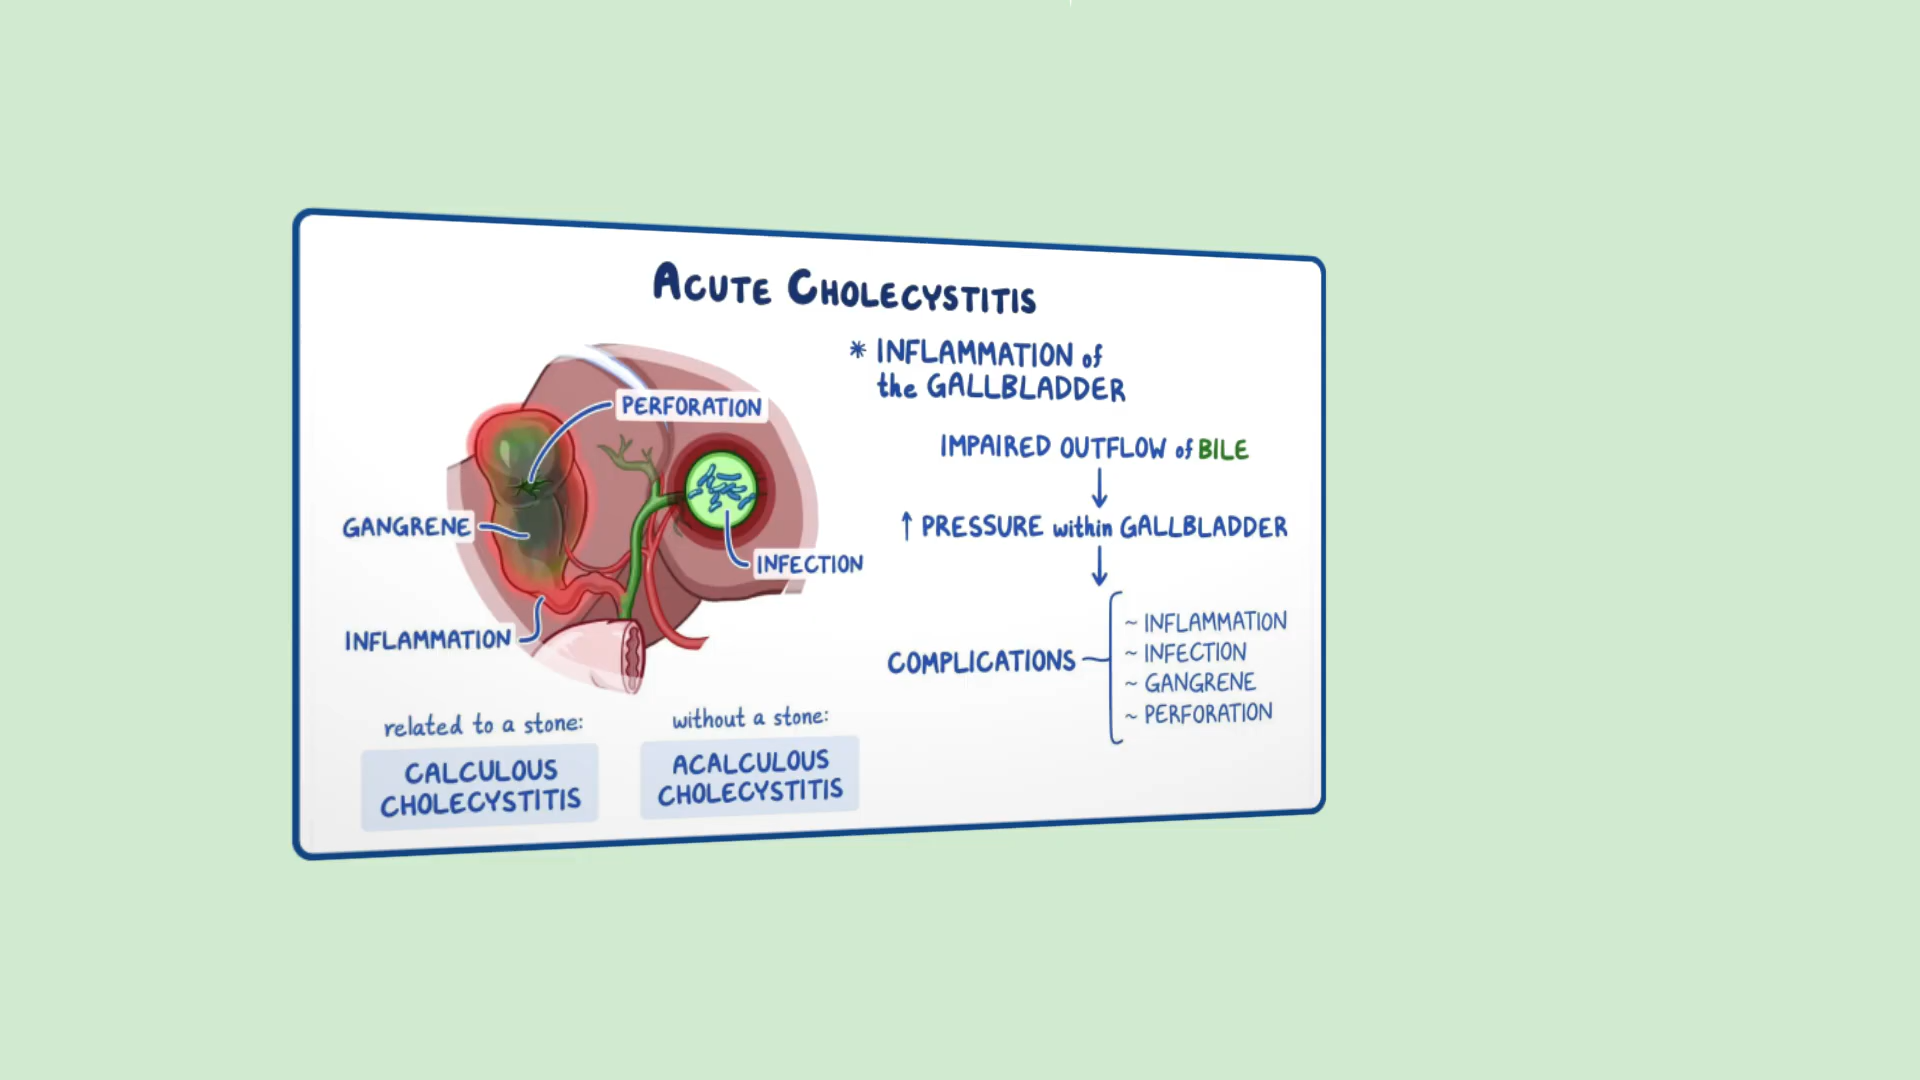 ACUTE CHOLECYSTITIS
* INFLAMMATION of
the GALLBLADDER
PERFORATION
GANGRENE
INFECTION
INFLAMMATION
IMPAIRED OUTFLOW of BILE
↑ PRESSURE within GALLBLADDER
COMPLICATIONS
~ INFLAMMATION
~ INFECTION
~ GANGRENE
~ PERFORATION
related to a stone:
CALCULOUS
CHOLECYSTITIS
without a stone:
ACALCULOUS
CHOLECYSTITIS